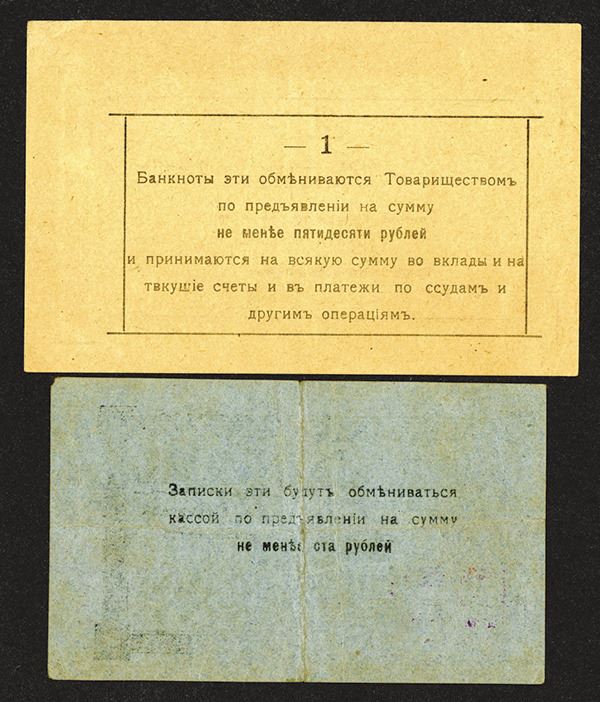 — 1 —
Банкноты эти обмѣниваются Товариществомъ
по предъявленіи на сумму
не менѣе пятидесяти рублей
и принимаются на всякую сумму во вклады и на
твкушіе счеты и въ платежи по ссудамъ и
другимъ операціямъ.
Записки эти будутъ обмѣниваться
кассой по предъявленіи на сумму
не менѣе ста рублей